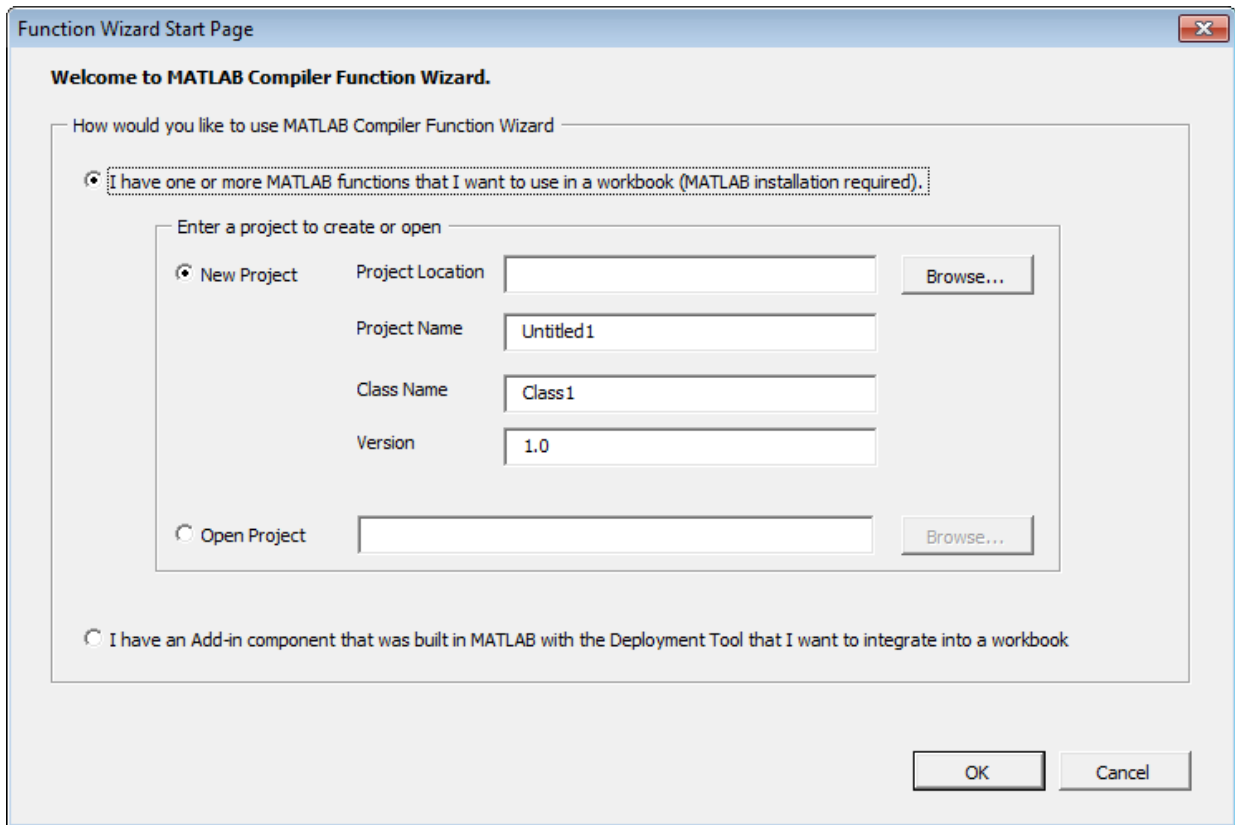 Function Wizard Start Page
Welcome to MATLAB Compiler Function Wizard.
How would you like to use MATLAB Compiler Function Wizard
I have one or more MATLAB functions that I want to use in a workbook (MATLAB installation required).
Enter a project to create or open
New Project
Project Location
Browse...
Project Name
Untitled1
Class Name
Class1
Version
1.0
Open Project
Browse...
I have an Add-in component that was built in MATLAB with the Deployment Tool that I want to integrate into a workbook
OK
Cancel